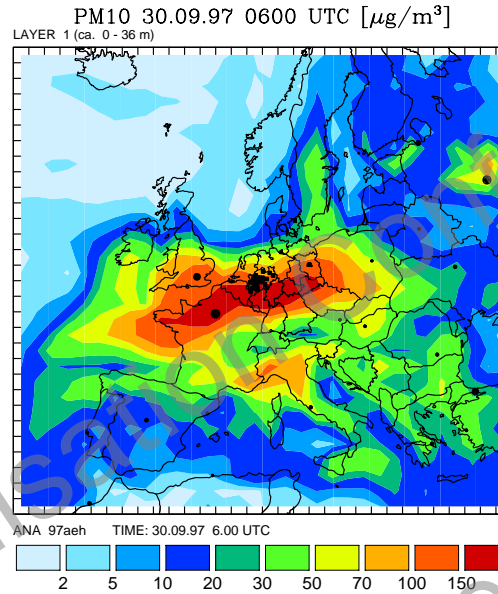 PM10 30.09.97 0600 UTC [μg/m³]
LAYER 1 (ca. 0 - 36 m)
ANA 97aeh TIME: 30.09.97 6.00 UTC
2 5 10 20 30 50 70 100 150